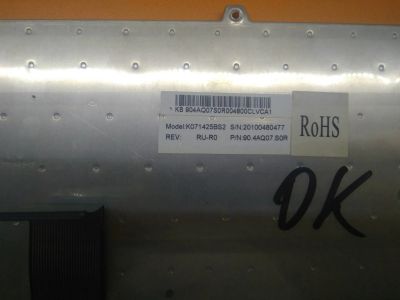 KB.904AQ07S0R004800CLVCA1
Model:K071425BS2 S/N:20100480477
REV: RU-R0 P/N:90.4AQ07.S0R
RoHS
OK